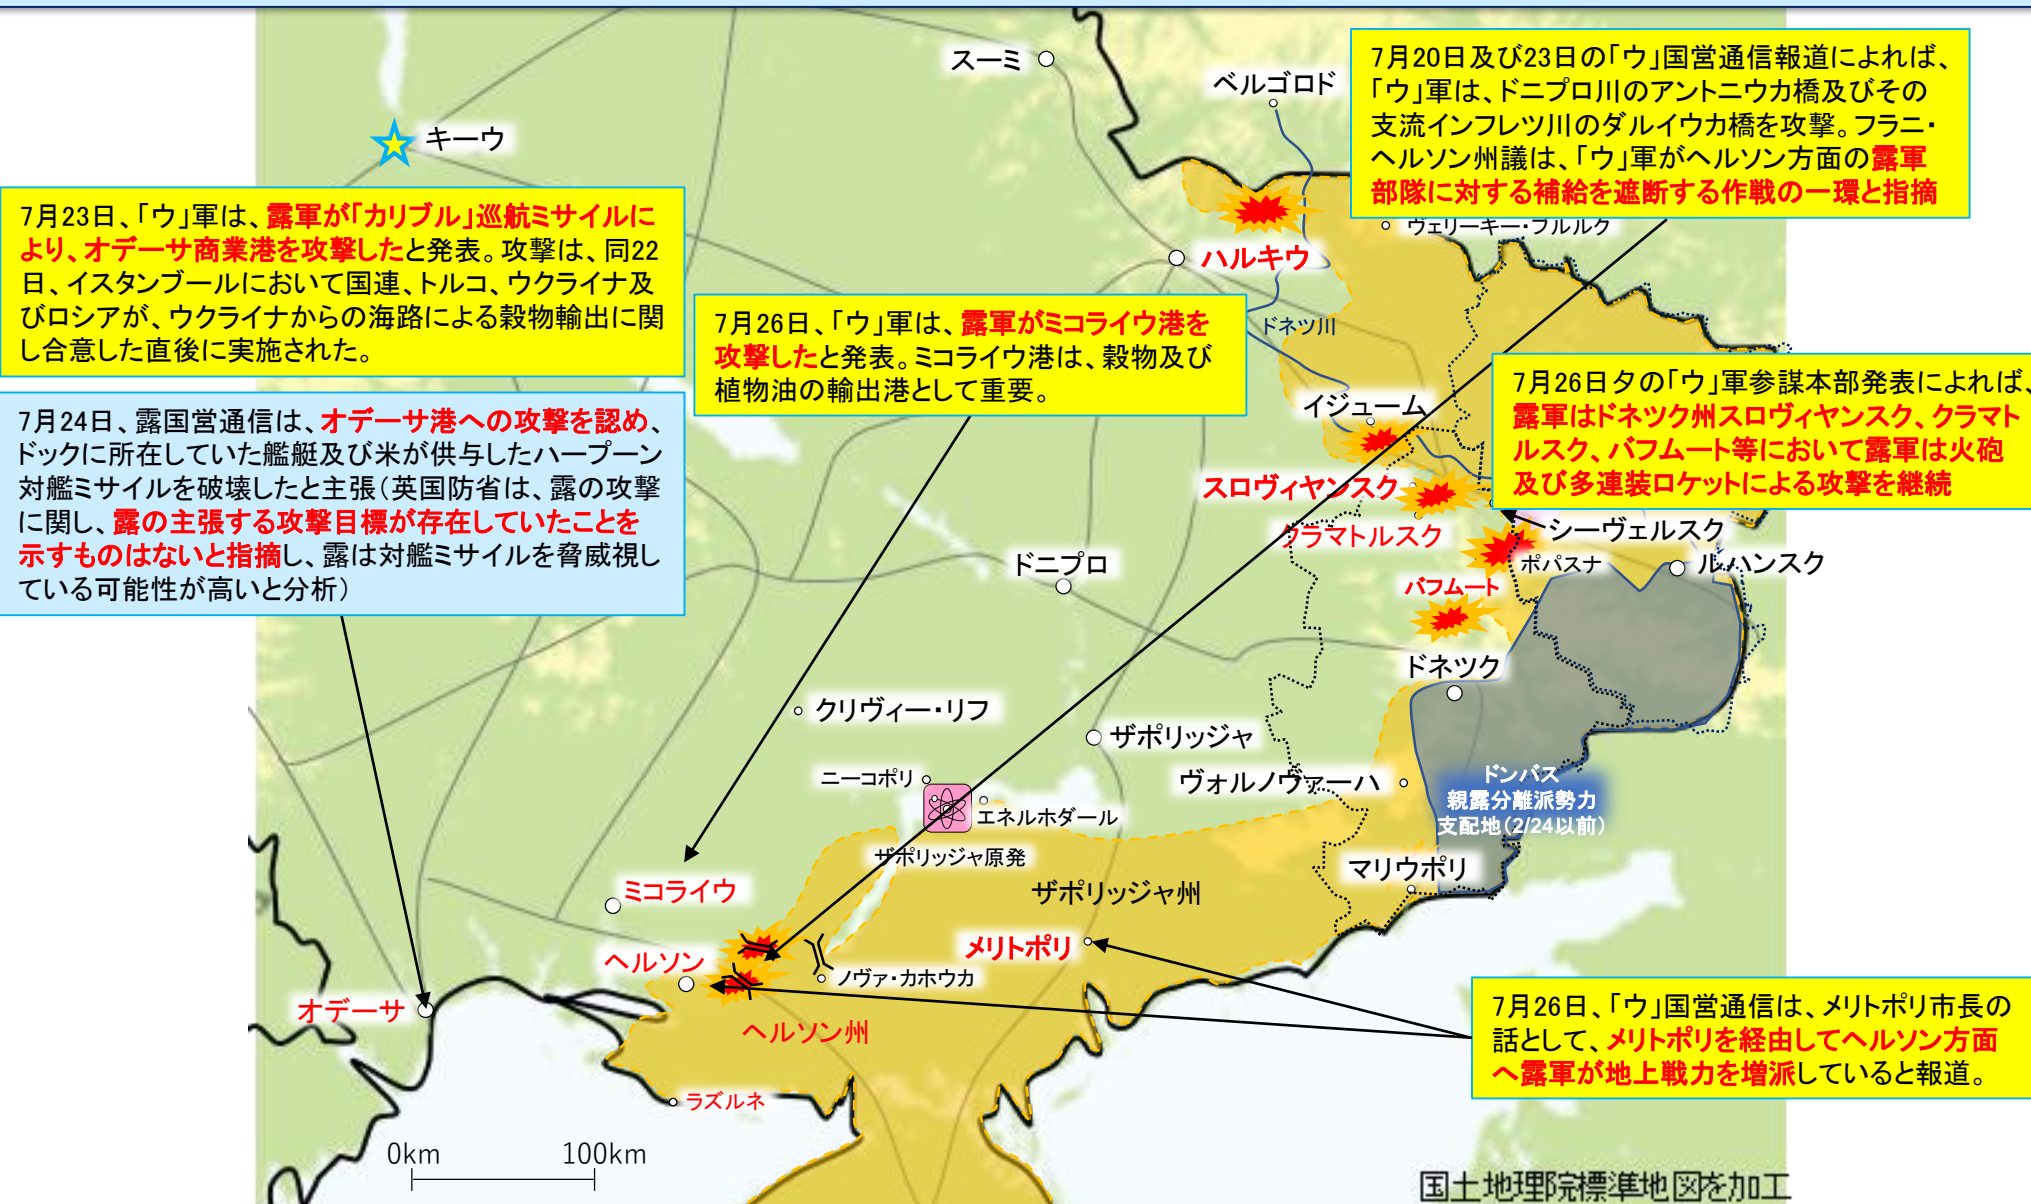 スーミ
ベルゴロド
キーウ
7月20日及び23日の「ウ」国営通信報道によれば、
「ウ」軍は、ドニプロ川のアントニウカ橋及びその
支流インフレツ川のダルイウカ橋を攻撃。フラニ・
ヘルソン州議は、「ウ」軍がヘルソン方面の露軍
部隊に対する補給を遮断する作戦の一環と指摘
7月23日、「ウ」軍は、露軍が「カリブル」巡航ミサイルに
より、オデーサ商業港を攻撃したと発表。攻撃は、同22
日、イスタンブールにおいて国連、トルコ、ウクライナ及
びロシアが、ウクライナからの海路による穀物輸出に関
し合意した直後に実施された。
ヴェリーキー・ブルルク
ハルキウ
7月26日、「ウ」軍は、露軍がミコライウ港を
攻撃したと発表。ミコライウ港は、穀物及び
植物油の輸出港として重要。
ドネツ川
7月26日夕の「ウ」軍参謀本部発表によれば、
露軍はドネツク州スロヴィヤンスク、クラマト
ルスク、バフムート等において露軍は火砲
及び多連装ロケットによる攻撃を継続
7月24日、露国営通信は、オデーサ港への攻撃を認め、
ドックに所在していた艦艇及び米が供与したハープーン
対艦ミサイルを破壊したと主張（英国防省は、露の攻撃
に関し、露の主張する攻撃目標が存在していたことを
示すものはないと指摘し、露は対艦ミサイルを脅威視し
ている可能性が高いと分析）
イジューム
スロヴィヤンスク
クラマトルスク
シーヴェルスク
ポパスナ
ルハンスク
ドニプロ
バフムート
ドネツク
クリヴィー・リフ
ザポリッジャ
ニーコポリ
ヴォルノヴァーハ
エネルホダール
ドンバス
親露分離派勢力
支配地（2/24以前）
ザポリッジャ原発
マリウポリ
ミコライウ
ザポリッジャ州
メリトポリ
ヘルソン
ノヴァ・カホウカ
オデーサ
ヘルソン州
7月26日、「ウ」国営通信は、メリトポリ市長の
話として、メリトポリを経由してヘルソン方面
へ露軍が地上戦力を増派していると報道。
ラズルネ
0km 100km
国土地理院標準地図を加工